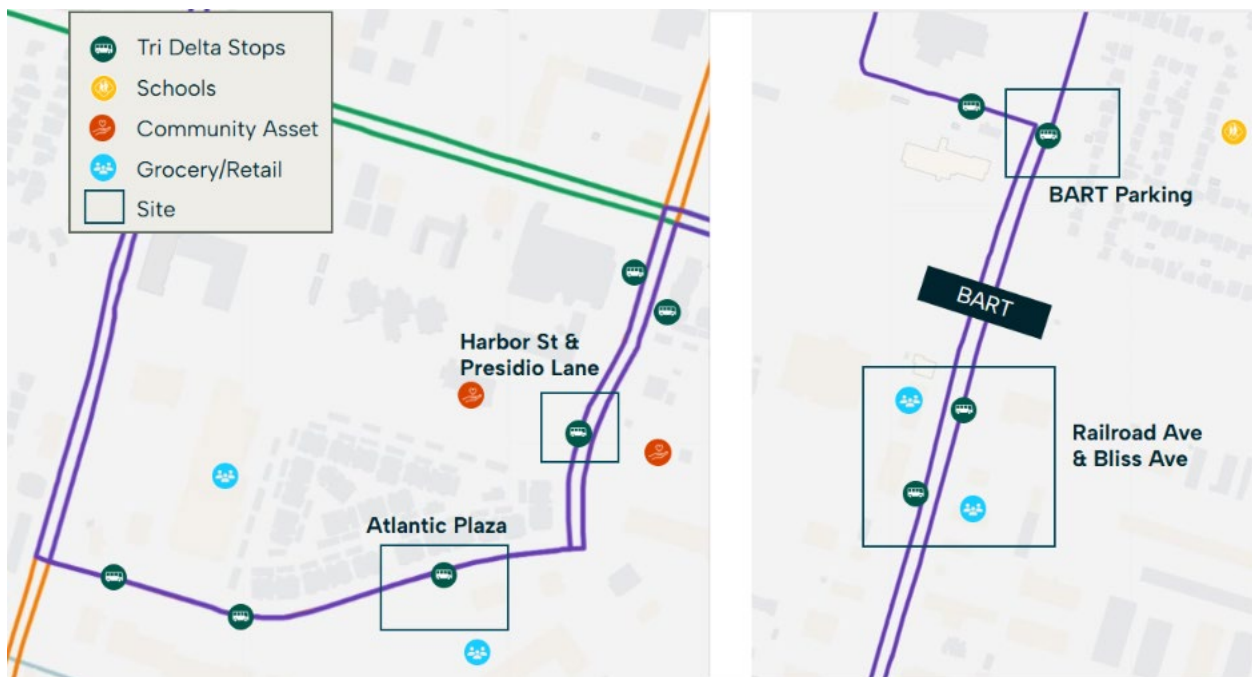 Tri Delta Stops
Schools
Community Asset
Grocery/Retail
Site
Harbor St &
Presidio Lane
Atlantic Plaza
BART Parking
BART
Railroad Ave
& Bliss Ave